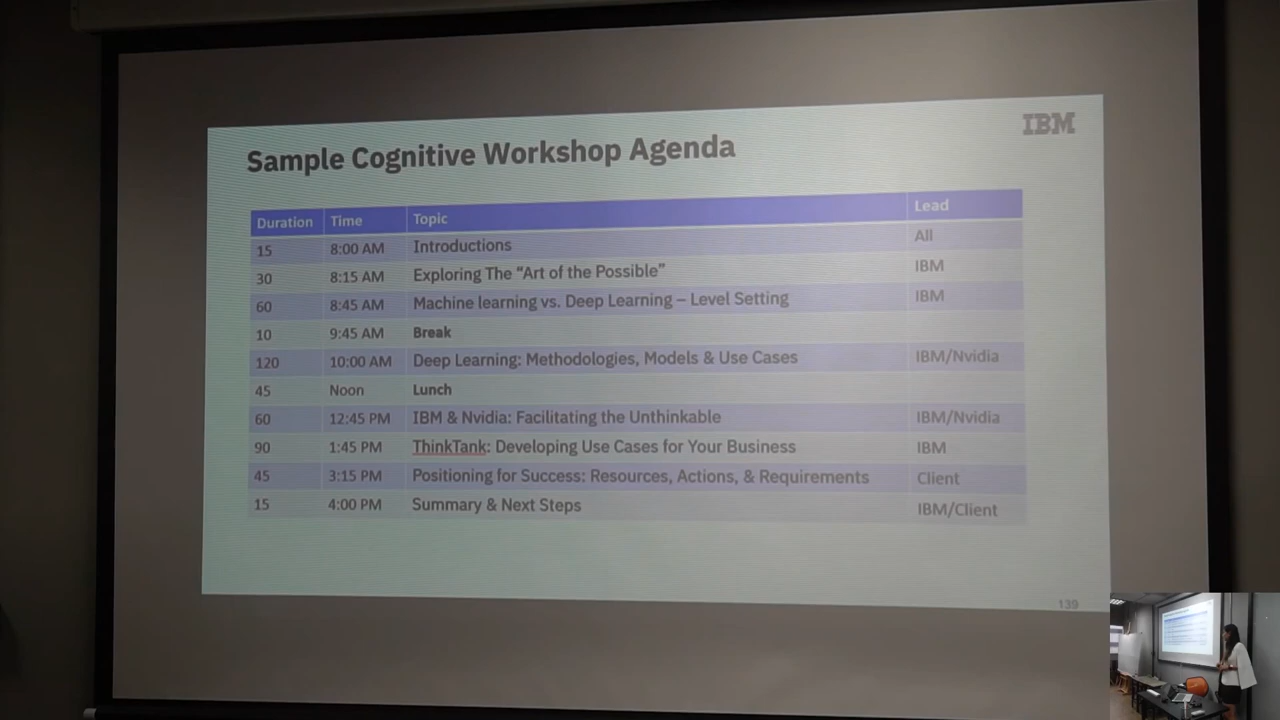 IBM
Sample Cognitive Workshop Agenda
Duration Time Topic Lead
15 8:00 AM Introductions All
30 8:15 AM Exploring The “Art of the Possible” IBM
60 8:45 AM Machine learning vs. Deep Learning – Level Setting IBM
10 9:45 AM Break
120 10:00 AM Deep Learning: Methodologies, Models & Use Cases IBM/Nvidia
45 Noon Lunch
60 12:45 PM IBM & Nvidia: Facilitating the Unthinkable IBM/Nvidia
90 1:45 PM ThinkTank: Developing Use Cases for Your Business IBM
45 3:15 PM Positioning for Success: Resources, Actions, & Requirements Client
15 4:00 PM Summary & Next Steps IBM/Client
139